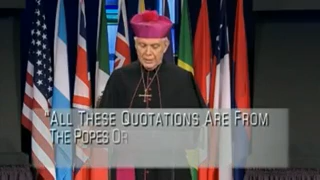 "All These Quotations Are From
The Popes Or